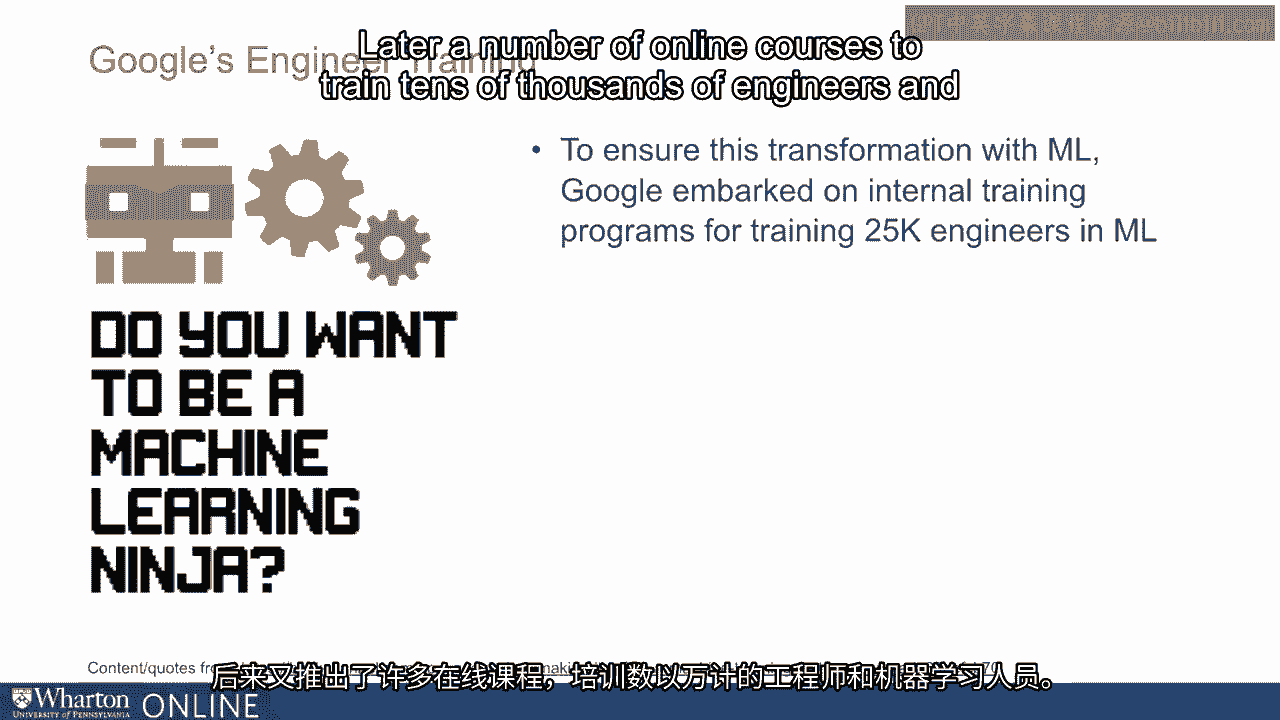 Later a number of online courses to
train tens of thousands of engineers and
Google's Engineer Training
• To ensure this transformation with ML,
Google embarked on internal training
programs for training 25K engineers in ML
DO YOU WANT
TO BE A
MACHINE
LEARNING
NINJA?
Content/quotes
后来又推出了许多在线课程，培训数以万计的工程师和机器学习人员。
Wharton ONLINE
UNIVERSITY OF PENNSYLVANIA